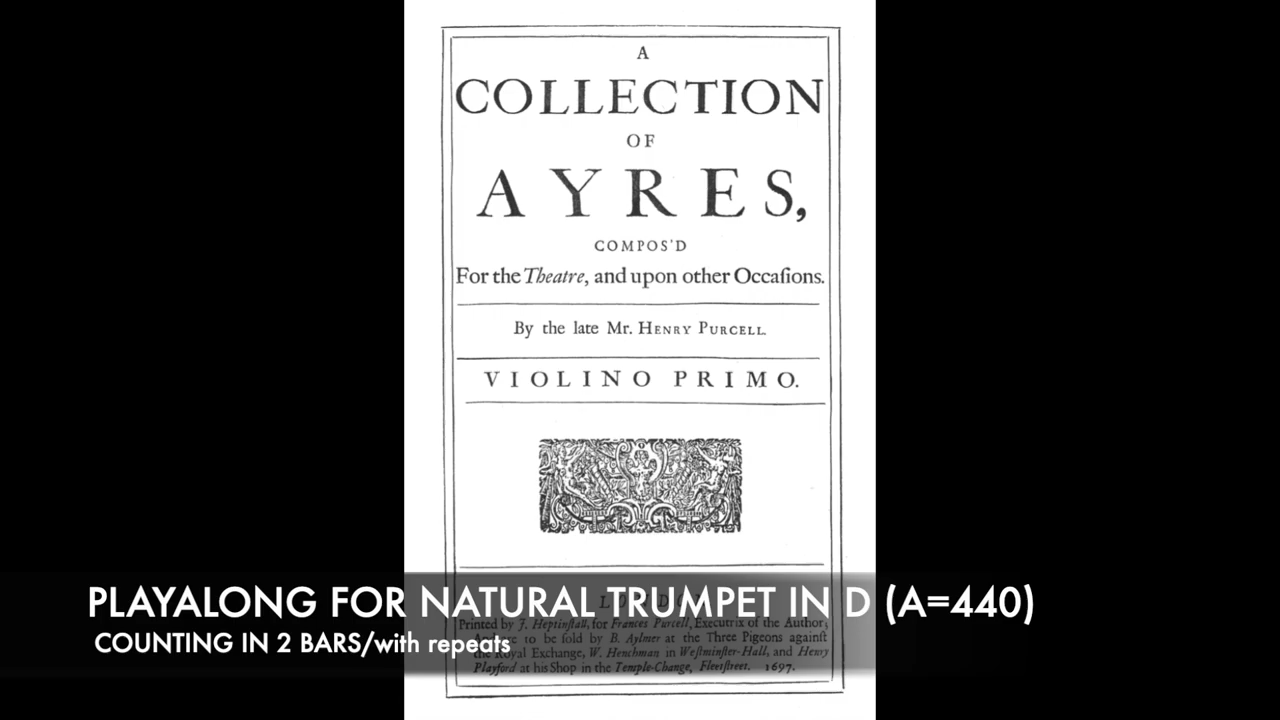 A
COLLECTION
OF
AYRES,
COMPOS'D
For the Theatre, and upon other Occaſions.
By the late Mr. HENRY PURCELL.
VIOLINO PRIMO.
PLAYALONG FOR NATURAL TRUMPET IN D (A=440)
COUNTING IN 2 BARS/with repeats
Printed by J. Heptinſtall, for Frances Purcell, Executrix of the Author;
to be ſold by B. Aylmer at the Three Pigeons againſt
the Royal Exchange, W. Henchman in Weſtminſter-Hall, and Henry
Playford at his Shop in the Temple-Change, Fleetſtreet. 1697.